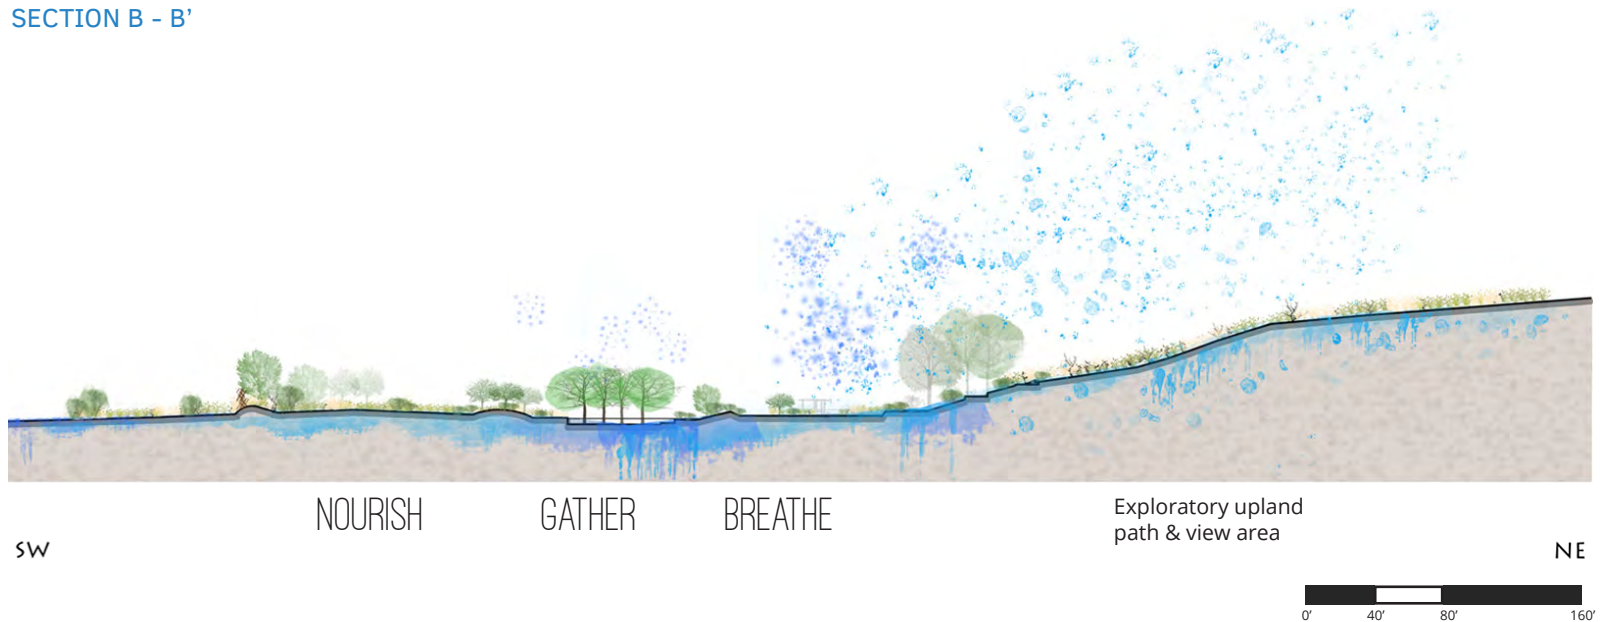 SECTION B - B’
NOURISH
GATHER
BREATHE
Exploratory upland
path & view area
SW
NE
0’
40’
80’
160’